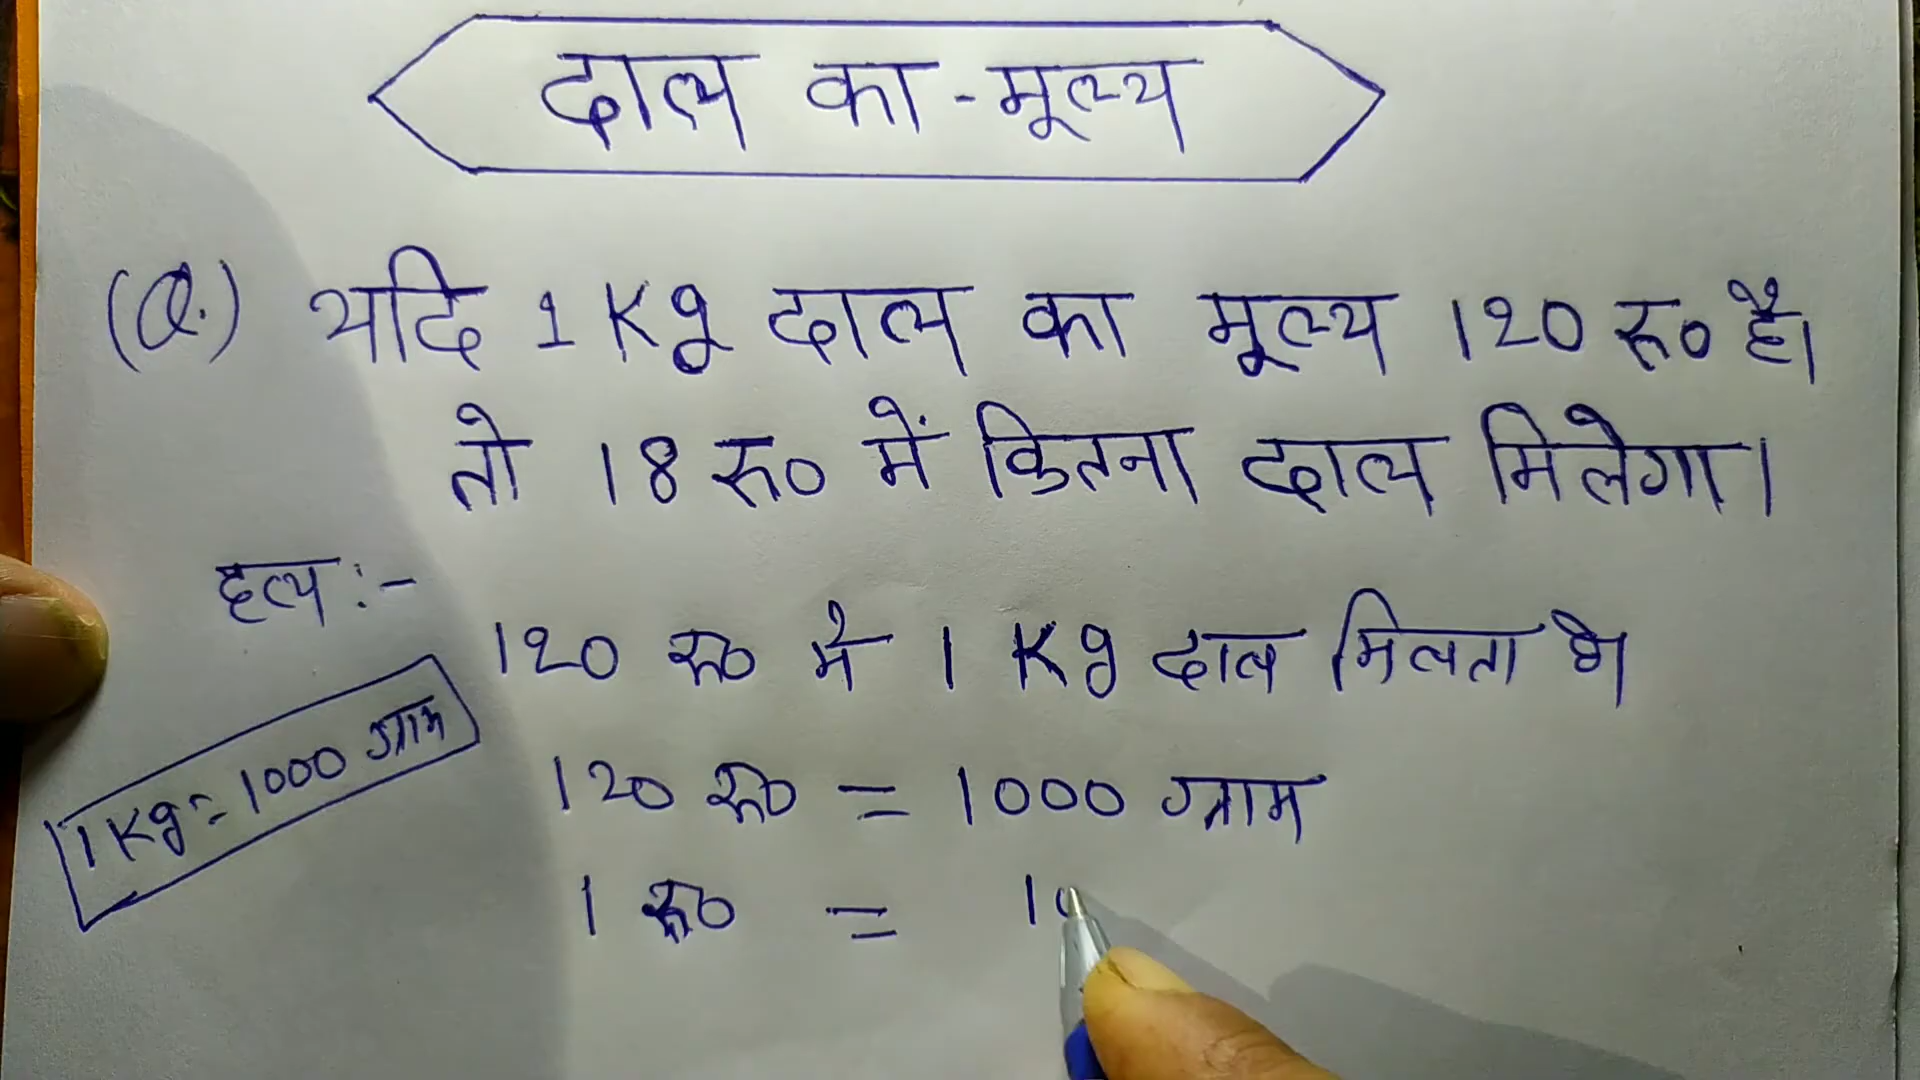 दाल का - मूल्य
(Q.) यदि 1 Kg दाल का मूल्य 120 रू० है।
तो 18 रू० में कितना दाल मिलेगा।
हल :-
120 रू० मे 1 Kg दाल मिलता है।
1 Kg = 1000 ग्राम
120 रू० = 1000 ग्राम
1 रू० = 10